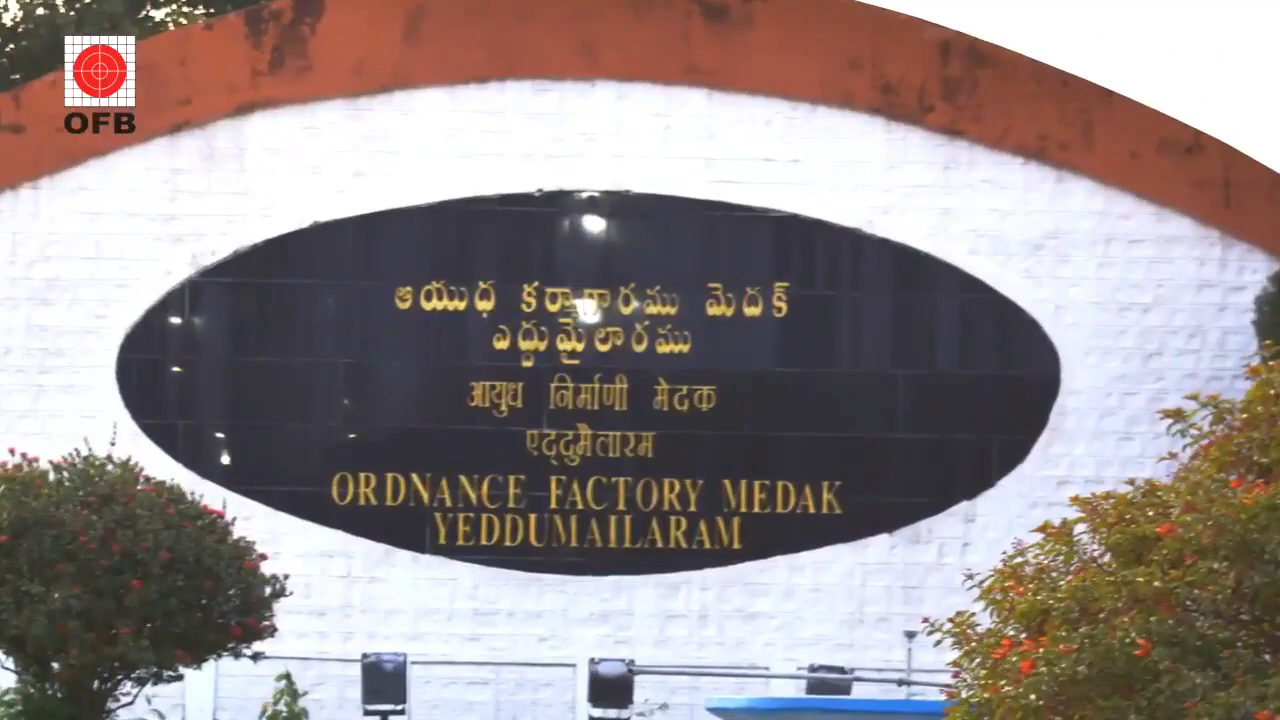 OFB
ఆయుధ కర్మాగారము మెదక్
ఎద్దుమైలారము
आयुध निर्माणी मेदक
एद्दुमैलारम
ORDNANCE FACTORY MEDAK
YEDDUMAILARAM